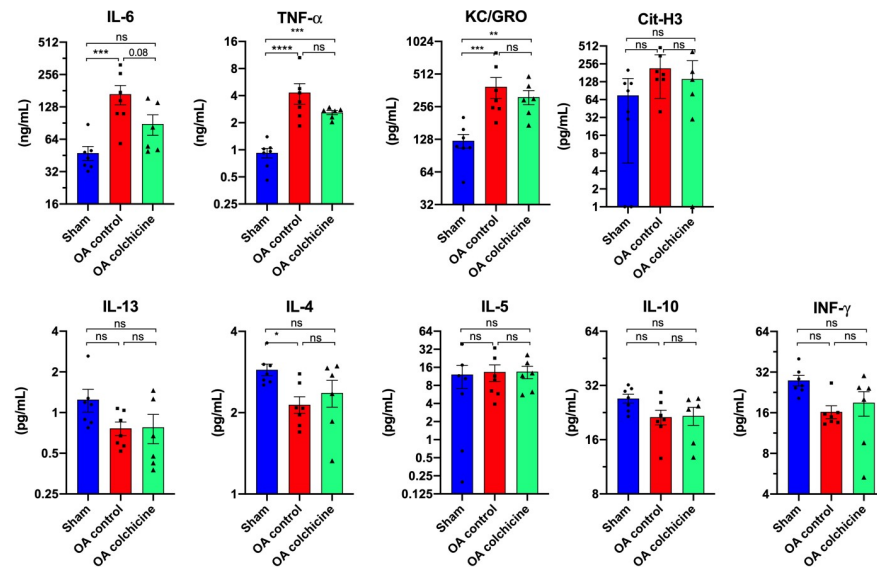 IL-6
ns
***
0.08
(ng/mL)
512
256
128
64
32
16
Sham
OA control
OA colchicine
TNF-α
***
****
ns
(ng/mL)
16
8
4
2
1
0.5
0.25
Sham
OA control
OA colchicine
KC/GRO
**
***
ns
(pg/mL)
1024
512
256
128
64
32
Sham
OA control
OA colchicine
Cit-H3
ns
ns
ns
(pg/mL)
512
256
128
64
32
16
8
4
2
1
Sham
OA control
OA colchicine
IL-13
ns
ns
ns
(pg/mL)
4
2
1
0.5
0.25
Sham
OA control
OA colchicine
IL-4
ns
*
ns
(pg/mL)
4
2
1
Sham
OA control
OA colchicine
IL-5
ns
ns
ns
(pg/mL)
64
32
16
8
4
2
1
0.5
0.25
0.125
Sham
OA control
OA colchicine
IL-10
ns
ns
ns
(pg/mL)
64
32
16
8
Sham
OA control
OA colchicine
INF-γ
ns
ns
ns
(pg/mL)
64
32
16
8
4
Sham
OA control
OA colchicine